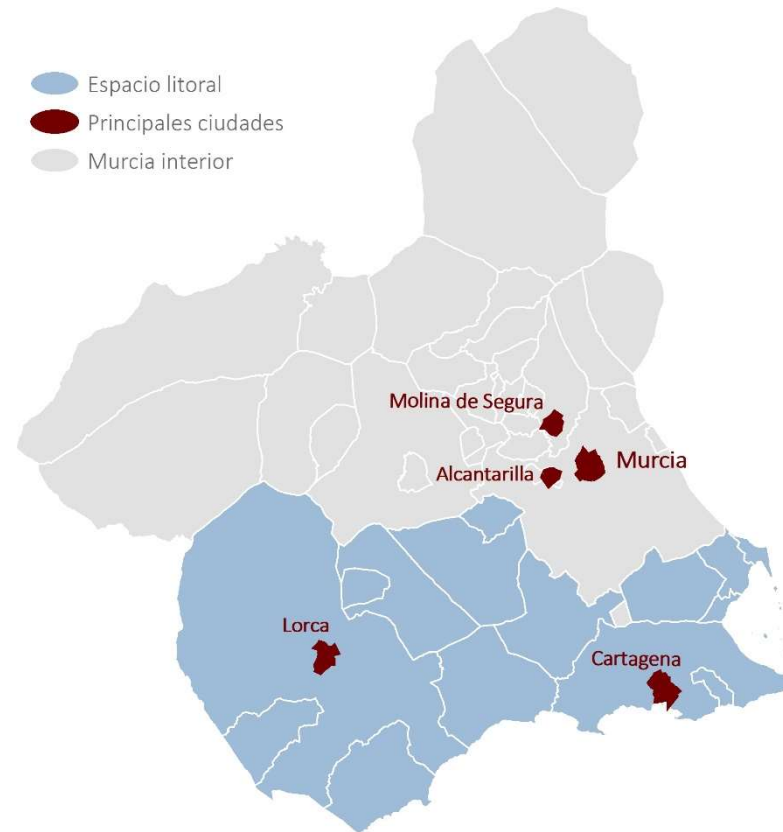 Espacio litoral
Principales ciudades
Murcia interior
Molina de Segura
Murcia
Alcantarilla
Lorca
Cartagena